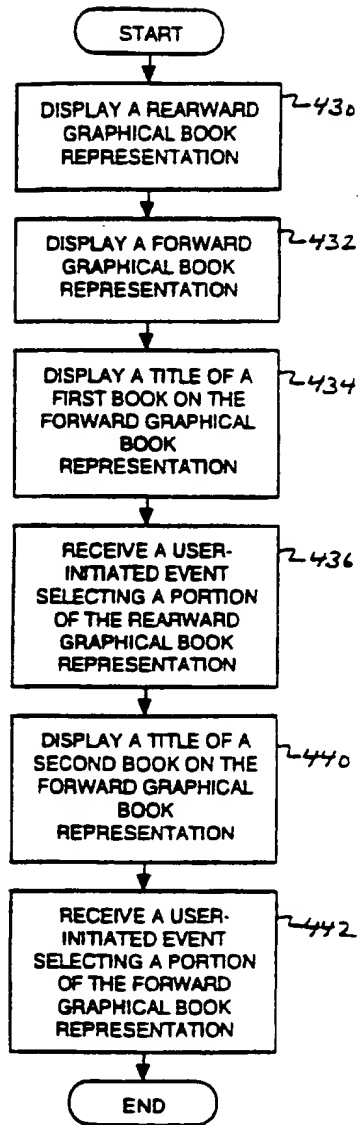 START
DISPLAY A REARWARD
GRAPHICAL BOOK
REPRESENTATION
430
DISPLAY A FORWARD
GRAPHICAL BOOK
REPRESENTATION
432
DISPLAY A TITLE OF A
FIRST BOOK ON THE
FORWARD GRAPHICAL
BOOK
REPRESENTATION
434
RECEIVE A USER-
INITIATED EVENT
SELECTING A PORTION
OF THE REARWARD
GRAPHICAL BOOK
REPRESENTATION
436
DISPLAY A TITLE OF A
SECOND BOOK ON THE
FORWARD GRAPHICAL
BOOK
REPRESENTATION
440
RECEIVE A USER-
INITIATED EVENT
SELECTING A PORTION
OF THE FORWARD
GRAPHICAL BOOK
REPRESENTATION
442
END